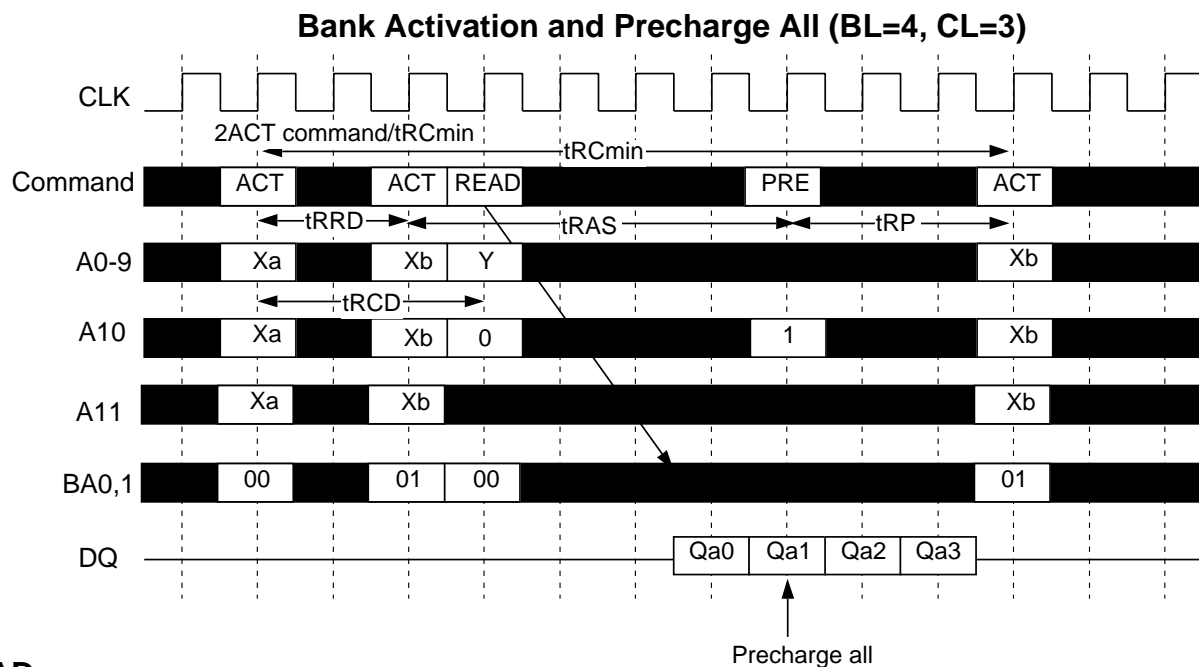 Bank Activation and Precharge All (BL=4, CL=3)
CLK
2ACT command/tRCmin
tRCmin
Command ACT ACT READ PRE ACT
tRRD tRAS tRP
A0-9 Xa Xb Y Xb
tRCD
A10 Xa Xb 0 1 Xb
A11 Xa Xb Xb
BA0,1 00 01 00 01
DQ Qa0 Qa1 Qa2 Qa3
Precharge all